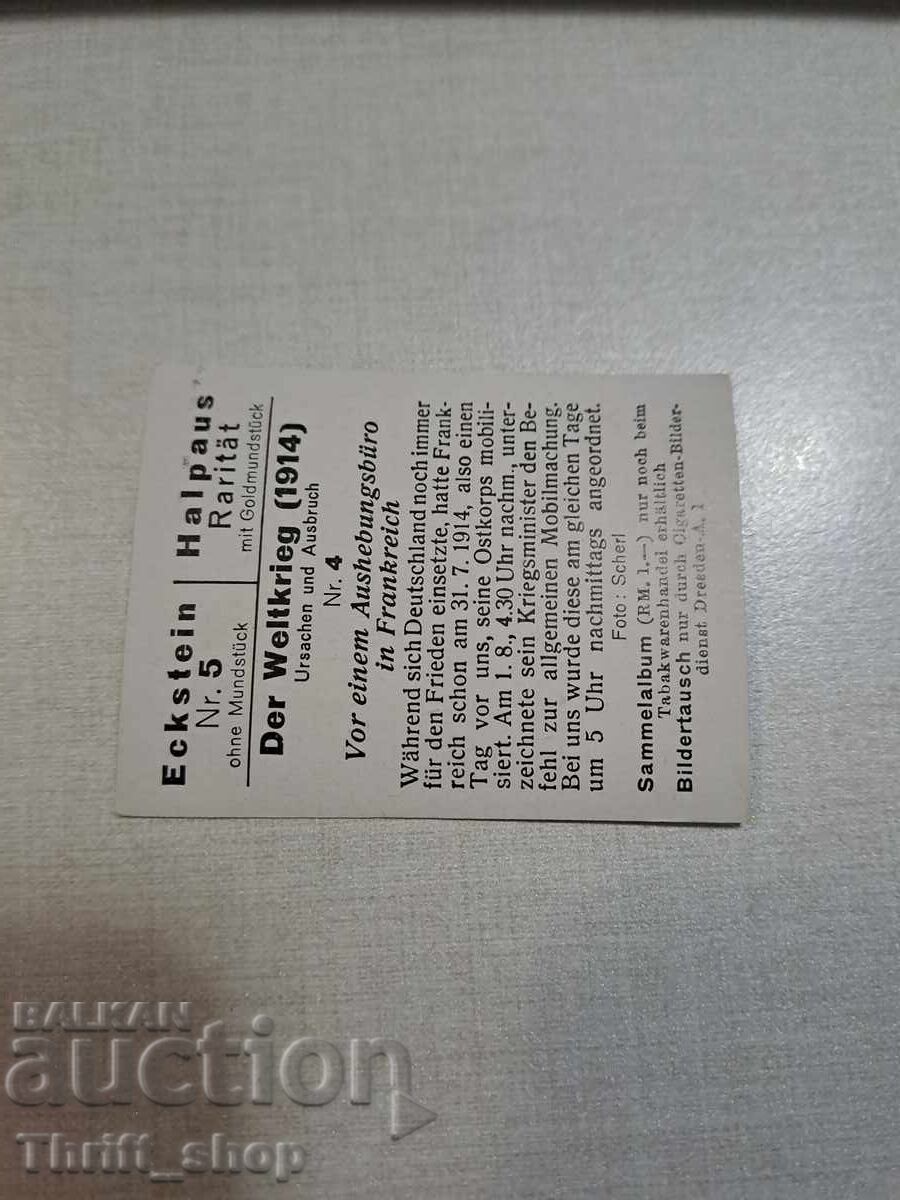 Eckstein
Nr. 5
ohne Mundstück
Halpaus
Rarität
mit Goldmundstück
Der Weltkrieg (1914)
Ursachen und Ausbruch
Nr. 4
Vor einem Aushebungsbüro
in Frankreich
Während sich Deutschland noch immer
für den Frieden einsetzte, hatte Frank-
reich schon am 31. 7. 1914, also einen
Tag vor uns, seine Ostkorps mobili-
siert. Am 1. 8., 4.30 Uhr nachm., unter-
zeichnete sein Kriegsminister den Be-
fehl zur allgemeinen Mobilmachung.
Bei uns wurde diese am gleichen Tage
um 5 Uhr nachmittags angeordnet.
Foto: Scherl
Sammelalbum (RM. 1.—) nur noch beim
Tabakwarenhandel erhältlich
Bildertausch nur durch Cigaretten-Bilder-
dienst Dresden-A. 1
BALKAN
auction
Thrift_shop